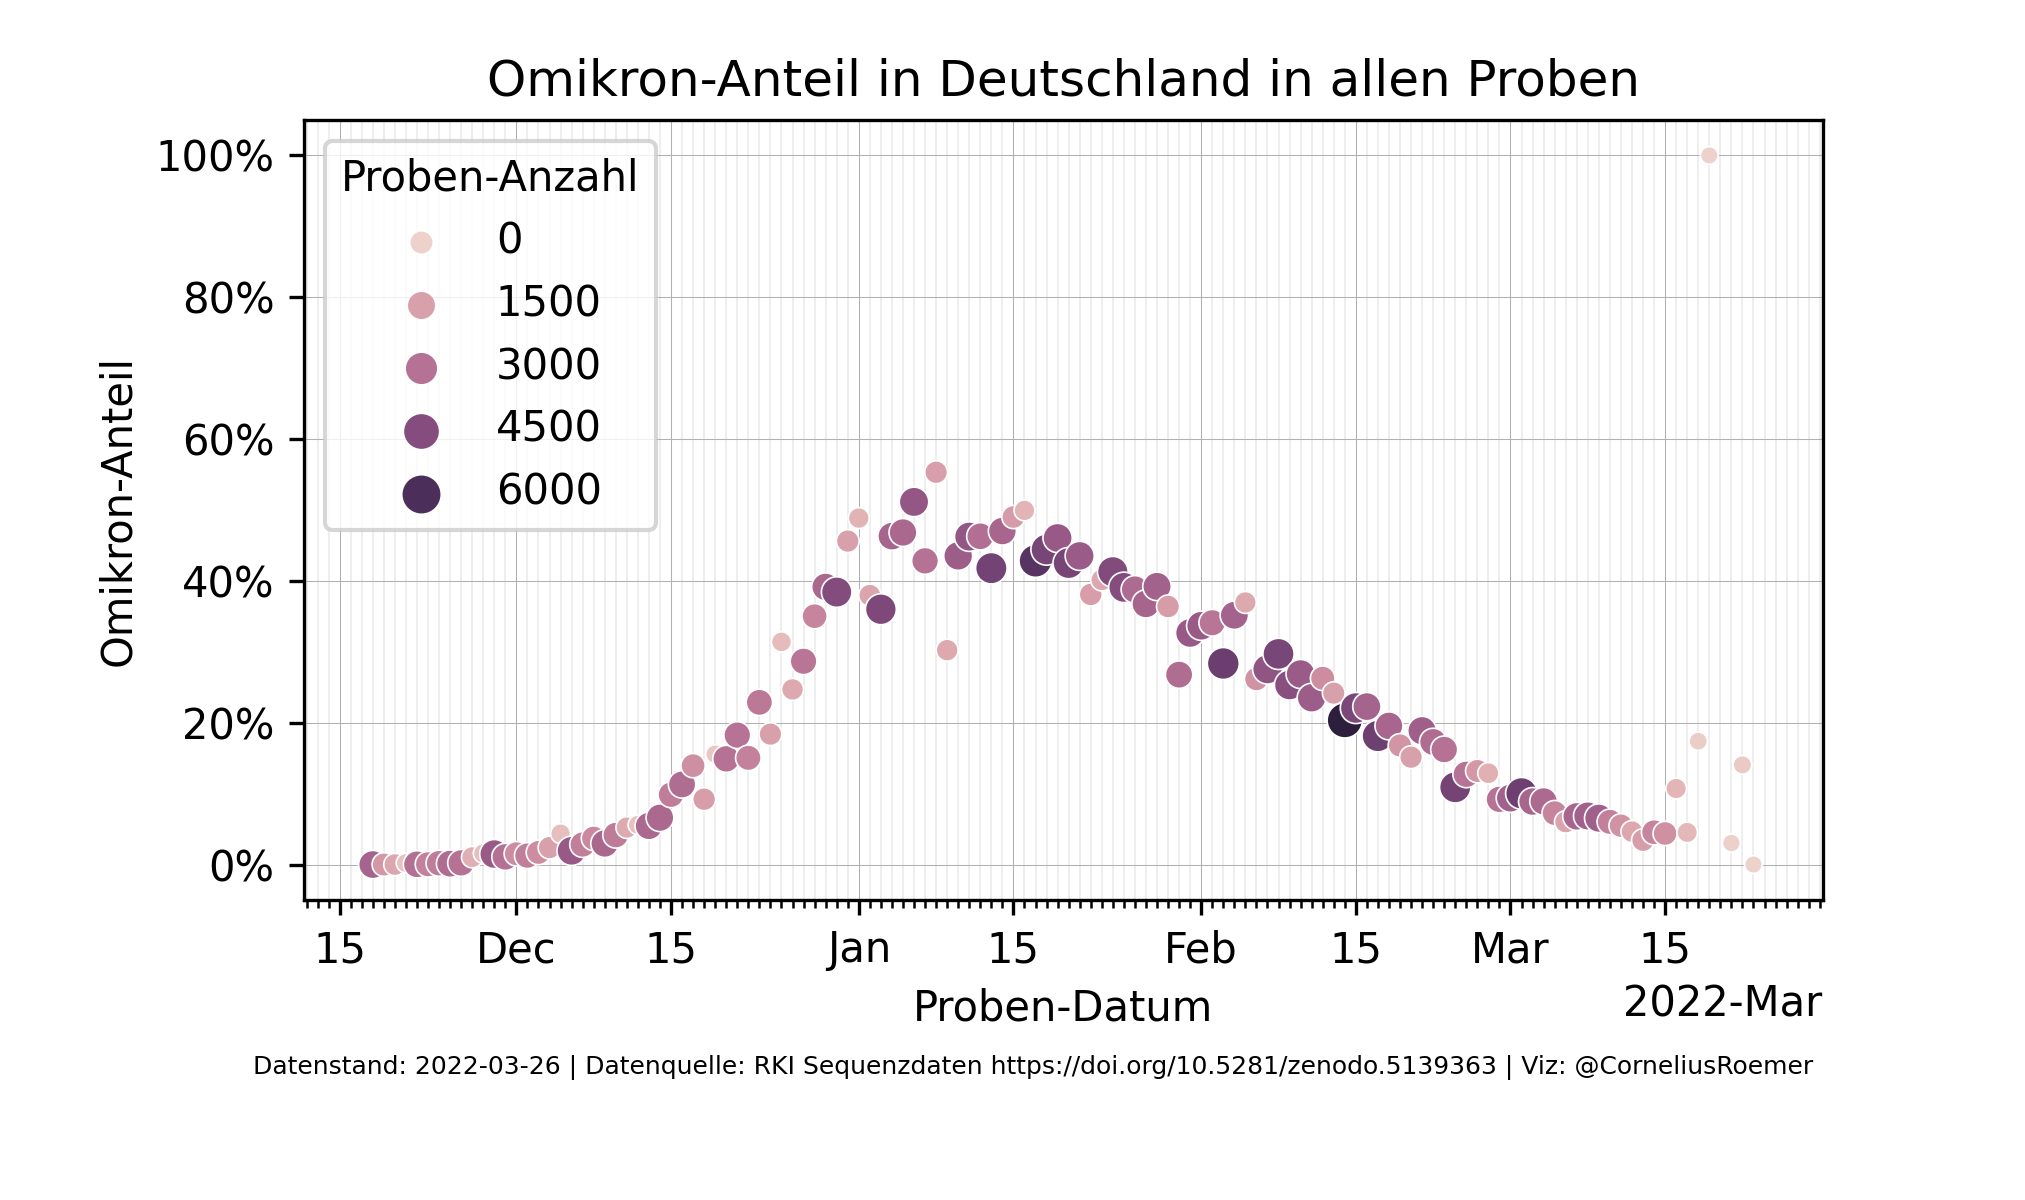 Omikron-Anteil in Deutschland in allen Proben
100%
80%
60%
40%
20%
0%
Omikron-Anteil
Proben-Anzahl
0
1500
3000
4500
6000
15 Dec 15 Jan 15 Feb 15 Mar 15
Proben-Datum
2022-Mar
Datenstand: 2022-03-26 | Datenquelle: RKI Sequenzdaten https://doi.org/10.5281/zenodo.5139363 | Viz: @CorneliusRoemer